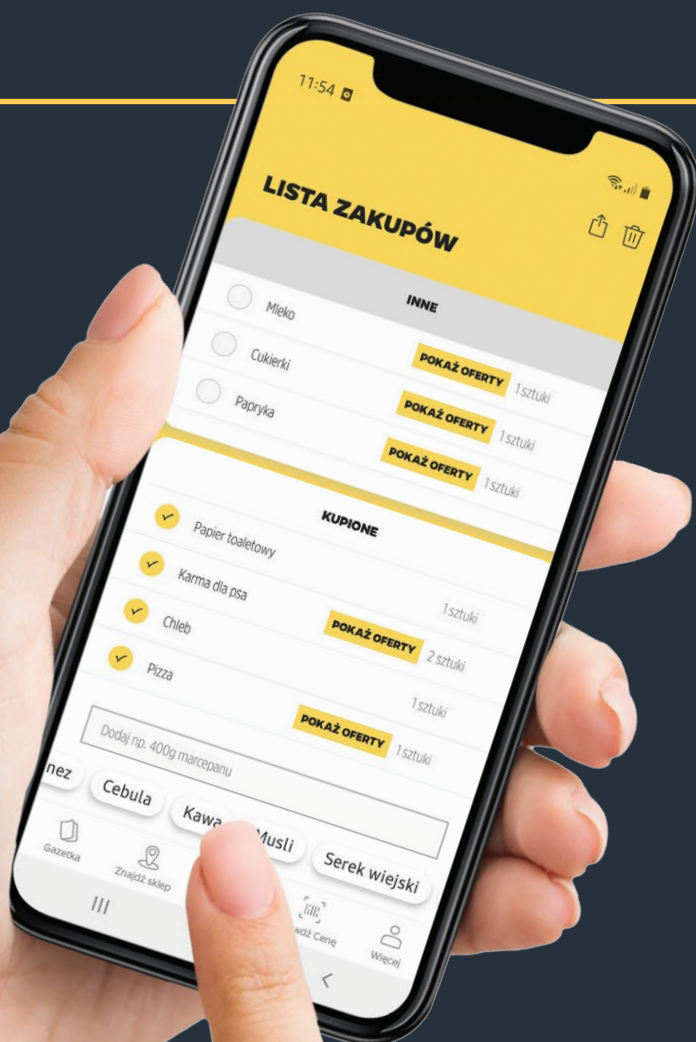 11:54
LISTA ZAKUPÓW
INNE
Mleko
POKAŻ OFERTY 1 sztuki
Cukierki
POKAŻ OFERTY 1 sztuki
Papryka
POKAŻ OFERTY 1 sztuki
KUPIONE
Papier toaletowy
1 sztuki
Karma dla psa
POKAŻ OFERTY 2 sztuki
Chleb
1 sztuki
Pizza
POKAŻ OFERTY 1 sztuki
Dodaj np. 400g marcepanu
nez Cebula Kawa Musli Serek wiejski
Gazetka Znajdź sklep wdź Cenę Więcej